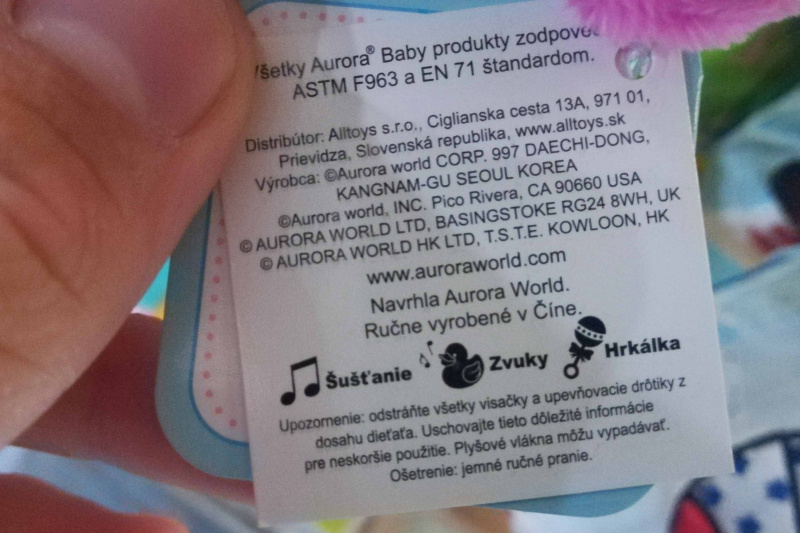 Všetky Aurora® Baby produkty
ASTM F963 a EN 71 štandardom.
Distribútor: Alltoys s.r.o., Ciglianska cesta 13A, 971 01,
Prievidza, Slovenská republika, www.alltoys.sk
Výrobca: ©Aurora world CORP. 997 DAECHI-DONG,
KANGNAM-GU SEOUL KOREA
©Aurora world, INC. Pico Rivera, CA 90660 USA
© AURORA WORLD LTD, BASINGSTOKE RG24 8WH, UK
© AURORA WORLD HK LTD, T.S.T.E. KOWLOON, HK
www.auroraworld.com
Navrhla Aurora World.
Ručne vyrobené v Číne.
Šušťanie Zvuky Hrkálka
Upozornenie: odstráňte všetky visačky a upevňovacie drôtiky z
dosahu dieťaťa. Uschovajte tieto dôležité informácie
pre neskoršie použitie. Plyšové vlákna môžu vypadávať.
Ošetrenie: jemné ručné pranie.